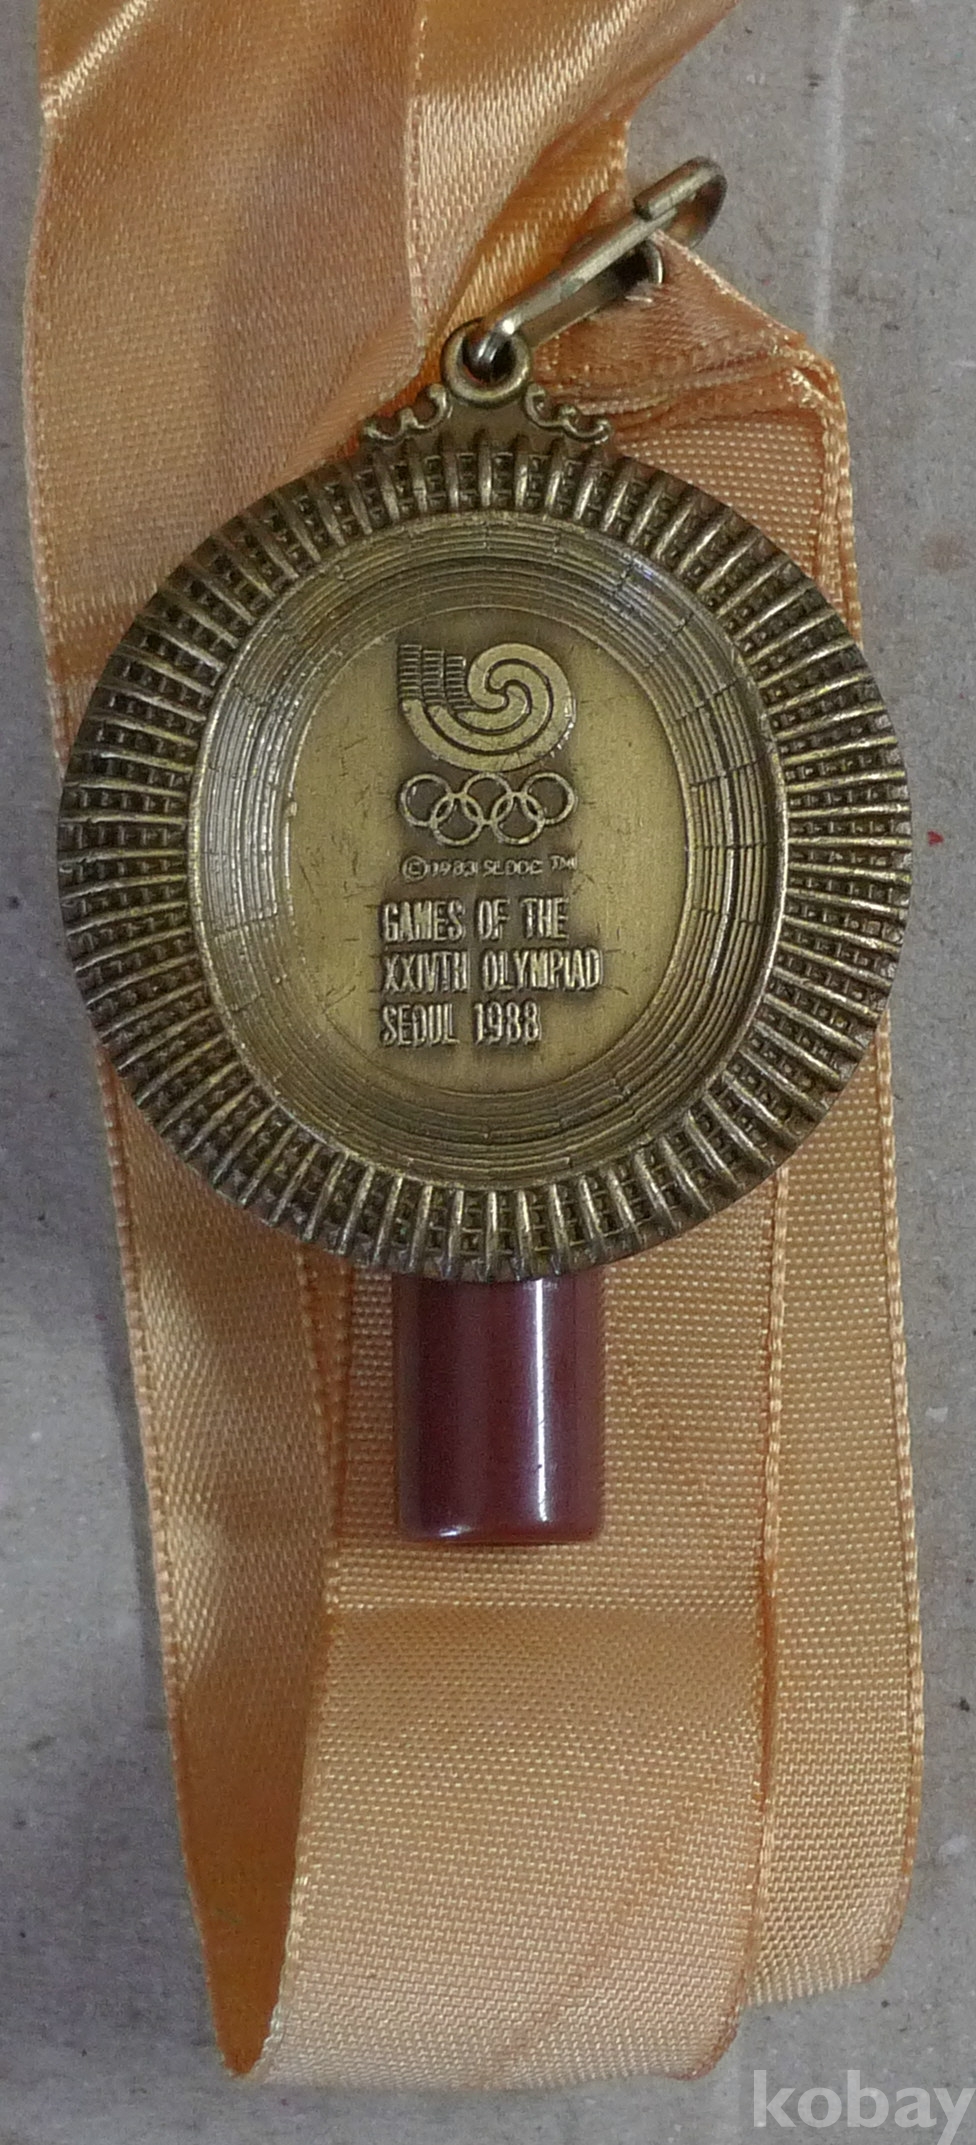 ©1983 SLOOC TM
GAMES OF THE
XXIVTH OLYMPIAD
SEOUL 1988
kobay